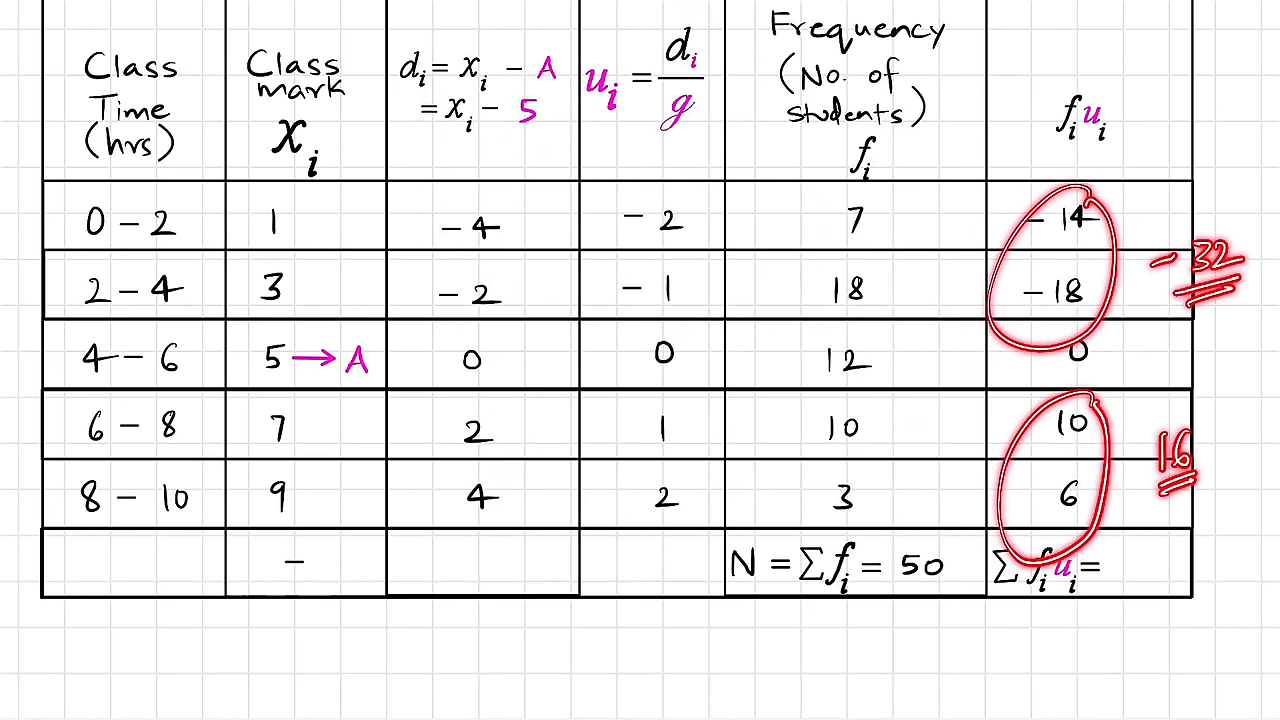 Class Time (hrs) | Class mark xᵢ | dᵢ = xᵢ – A = xᵢ – 5 | uᵢ = dᵢ/g | Frequency (No. of students) fᵢ | fᵢuᵢ
0 – 2 | 1 | – 4 | – 2 | 7 | – 14
– 32
2 – 4 | 3 | – 2 | – 1 | 18 | – 18
4 – 6 | 5 → A | 0 | 0 | 12 | 0
6 – 8 | 7 | 2 | 1 | 10 | 10
16
8 – 10 | 9 | 4 | 2 | 3 | 6
– | N = ∑fᵢ = 50 | ∑fᵢuᵢ =